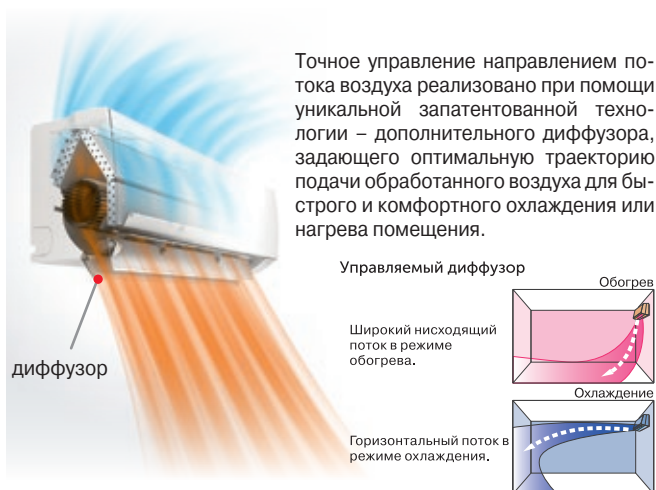 Точное управление направлением по-
тока воздуха реализовано при помощи
уникальной запатентованной техно-
логии – дополнительного диффузора,
задающего оптимальную траекторию
подачи обработанного воздуха для бы-
строго и комфортного охлаждения или
нагрева помещения.
диффузор
Управляемый диффузор
Обогрев
Широкий нисходящий
поток в режиме
обогрева.
Охлаждение
Горизонтальный поток в
режиме охлаждения.